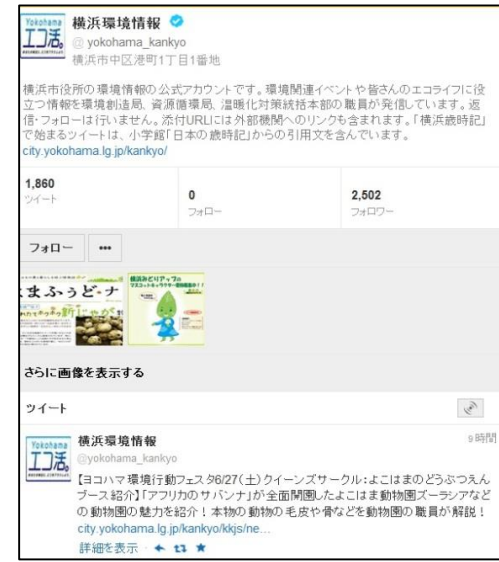 Yokohama
エコ活。
横浜環境情報
@ yokohama_kankyo
横浜市中区港町1丁目1番地
横浜市役所の環境情報の公式アカウントです。環境関連イベントや皆さんのエコライフに役
立つ情報を環境創造局、資源循環局、温暖化対策統括本部の職員が発信しています。返
信・フォローは行いません。添付URLには外部機関へのリンクも含まれます。「横浜歳時記」
で始まるツイートは、小学館「日本の歳時記」からの引用文を含んでいます。
city.yokohama.lg.jp/kankyo/
1,860
ツイート
0
フォロー
2,502
フォロワー
フォロー
•••
まふぅど・ナ
横浜みどりアップの
さらに画像を表示する
ツイート
Yokohama
エコ活。
横浜環境情報
9時間
@yokohama_kankyo
【ヨコハマ環境行動フェスタ6/27(土)クイーンズサークル:よこはまのどうぶつえん
ブース紹介】「アフリカのサバンナ」が全面開園したよこはま動物園ズーラシアなど
の動物園の魅力を紹介!本物の動物の毛皮や骨などを動物園の職員が解説!
city.yokohama.lg.jp/kankyo/kkjs/ne…
詳細を表示